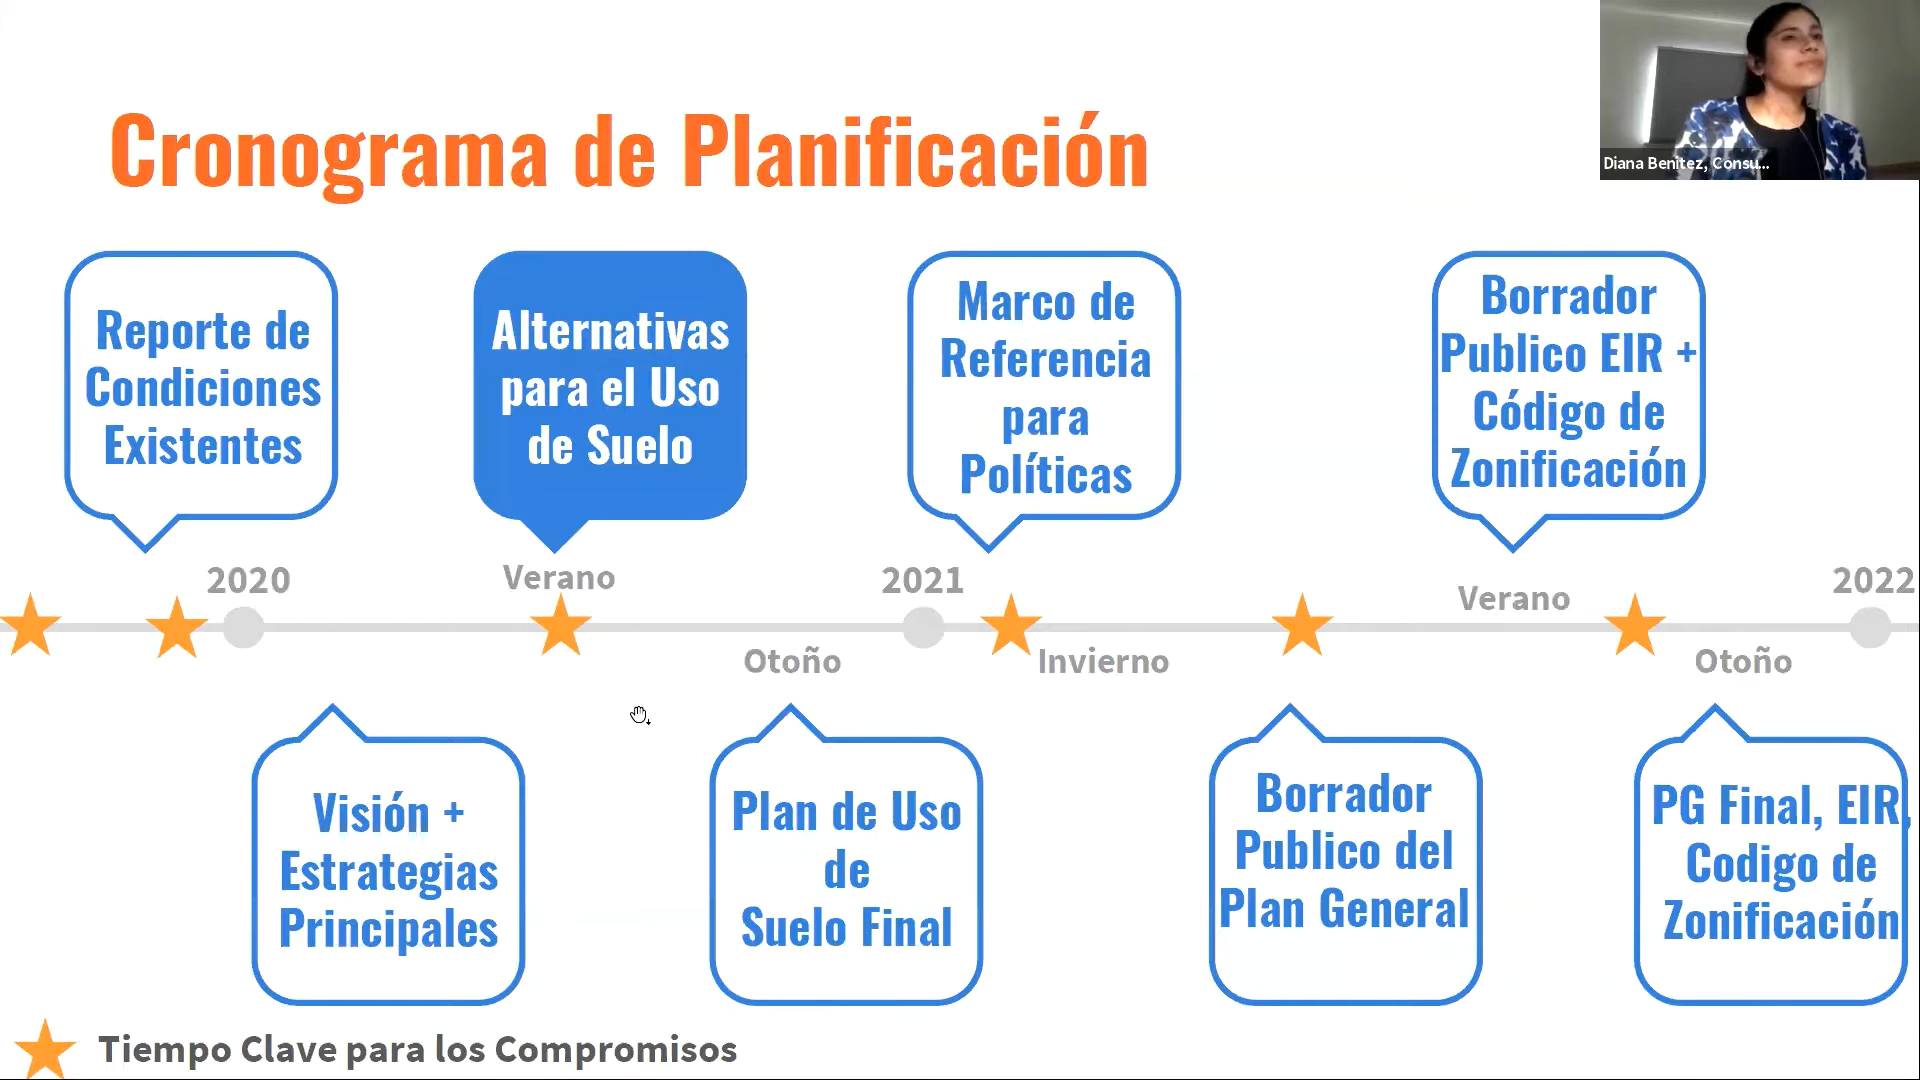 Cronograma de Planificación
Diana Benitez, Consu...
Reporte de
Condiciones
Existentes
Alternativas
para el Uso
de Suelo
Marco de
Referencia
para
Políticas
Borrador
Publico EIR +
Código de
Zonificación
2020
Verano
2021
Verano
2022
Otoño
Invierno
Otoño
Visión +
Estrategias
Principales
Plan de Uso
de
Suelo Final
Borrador
Publico del
Plan General
PG Final, EIR,
Codigo de
Zonificación
Tiempo Clave para los Compromisos